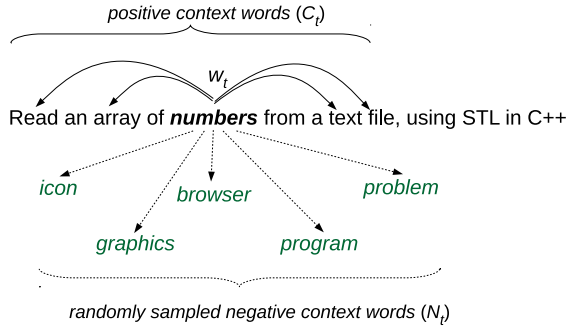 positive context words (Ct)
wt
Read an array of numbers from a text file, using STL in C++
icon
browser
problem
graphics
program
randomly sampled negative context words (Nt)